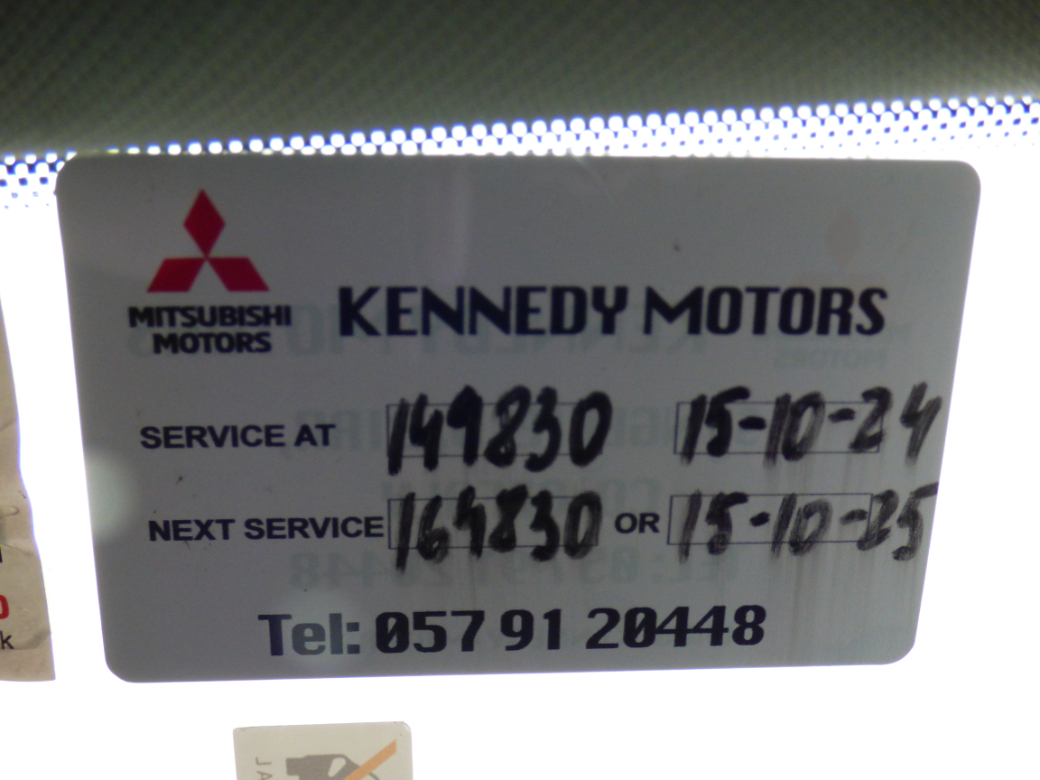 MITSUBISHI
MOTORS
KENNEDY MOTORS
SERVICE AT 149830 15-10-24
NEXT SERVICE 164830 OR 15-10-25
Tel: 057 91 20448